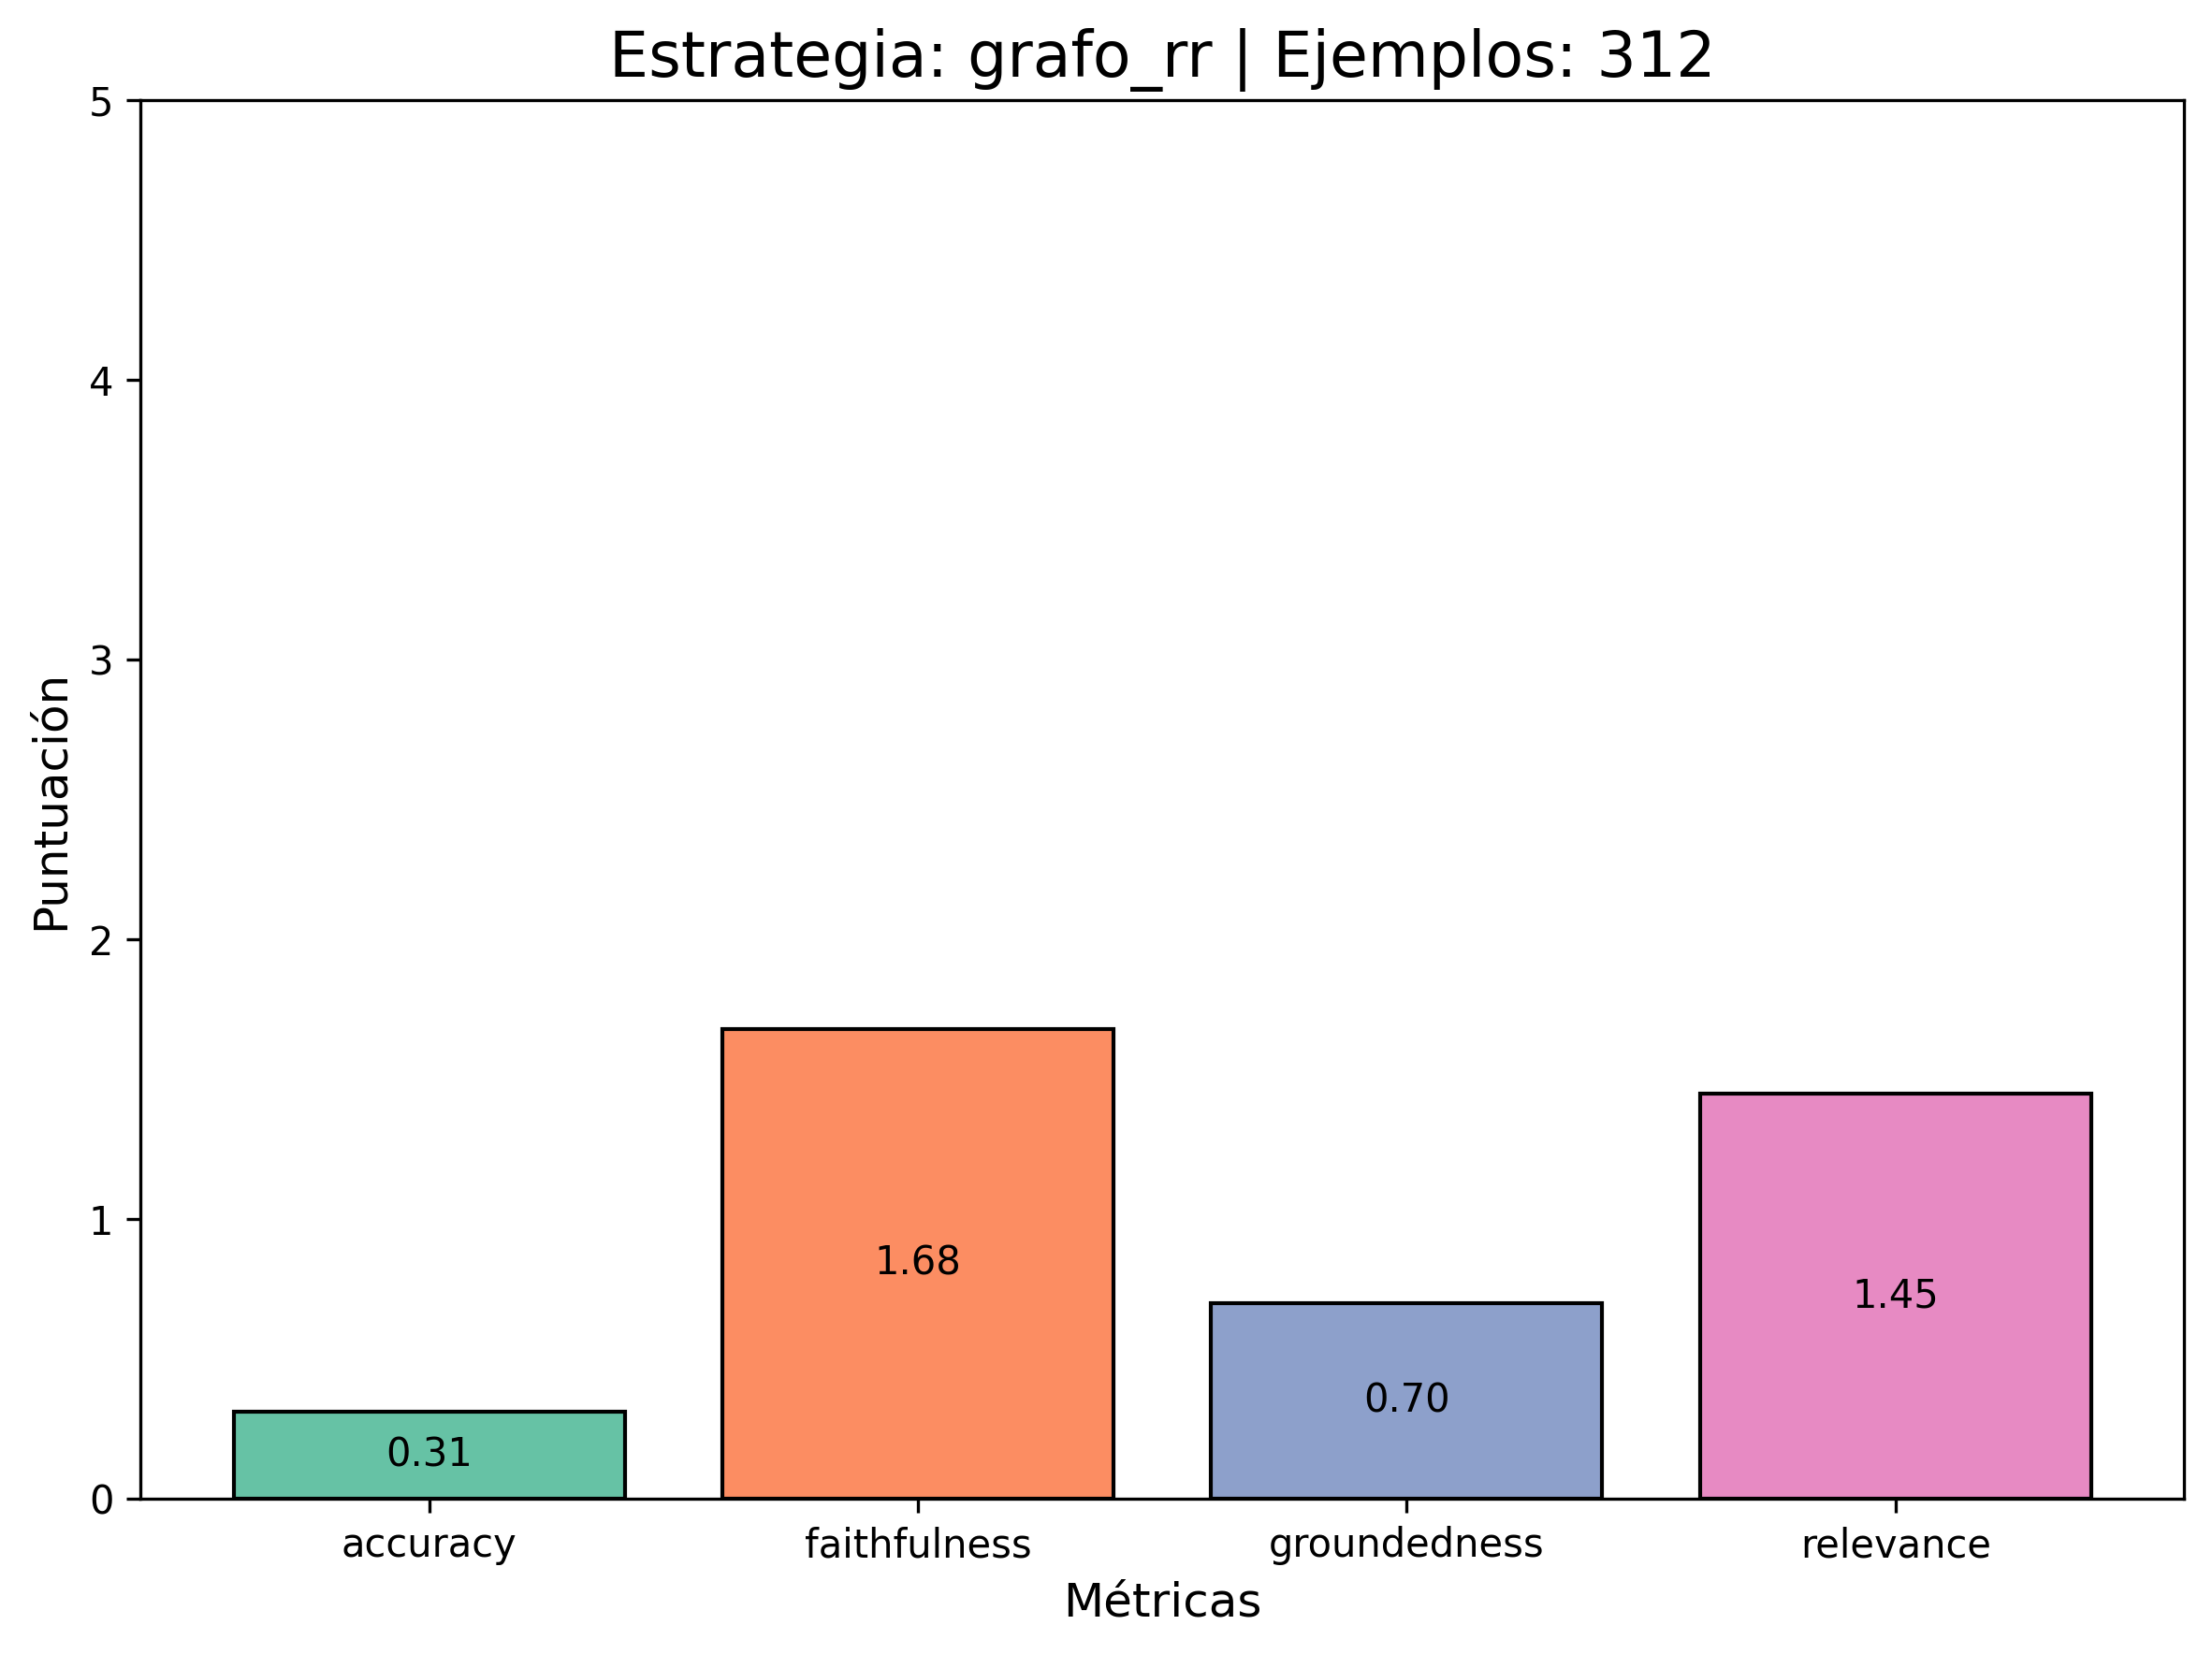 Estrategia: grafo_rr | Ejemplos: 312
5
4
3
2
1
0
Puntuación
0.31
1.68
0.70
1.45
accuracy
faithfulness
groundedness
relevance
Métricas